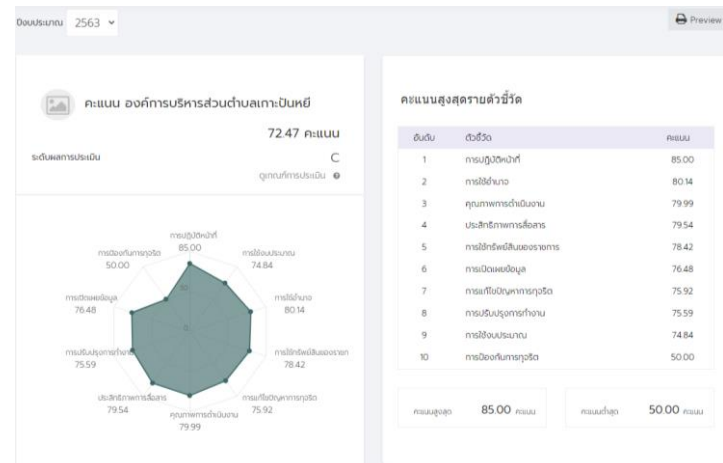 ปีงบประมาณ 2563
Preview
คะแนน องค์การบริหารส่วนตำบลเกาะปันหยี
72.47 คะแนน
ระดับผลการประเมิน C
ดูเกณฑ์การประเมิน
การปฏิบัติหน้าที่
85.00
การป้องกันการทุจริต
50.00
การใช้งบประมาณ
74.84
การเปิดเผยข้อมูล
76.48
การใช้อำนาจ
80.14
การปรับปรุงการทำงาน
75.59
การใช้ทรัพย์สินของราชก
78.42
ประสิทธิภาพการสื่อสาร
79.54
คุณภาพการดำเนินงาน
79.99
การแก้ไขปัญหาการทุจริต
75.92
คะแนนสูงสุดรายตัวชี้วัด
อันดับ ตัวชี้วัด คะแนน
1 การปฏิบัติหน้าที่ 85.00
2 การใช้อำนาจ 80.14
3 คุณภาพการดำเนินงาน 79.99
4 ประสิทธิภาพการสื่อสาร 79.54
5 การใช้ทรัพย์สินของราชการ 78.42
6 การเปิดเผยข้อมูล 76.48
7 การแก้ไขปัญหาการทุจริต 75.92
8 การปรับปรุงการทำงาน 75.59
9 การใช้งบประมาณ 74.84
10 การป้องกันการทุจริต 50.00
คะแนนสูงสุด 85.00 คะแนน
คะแนนต่ำสุด 50.00 คะแนน